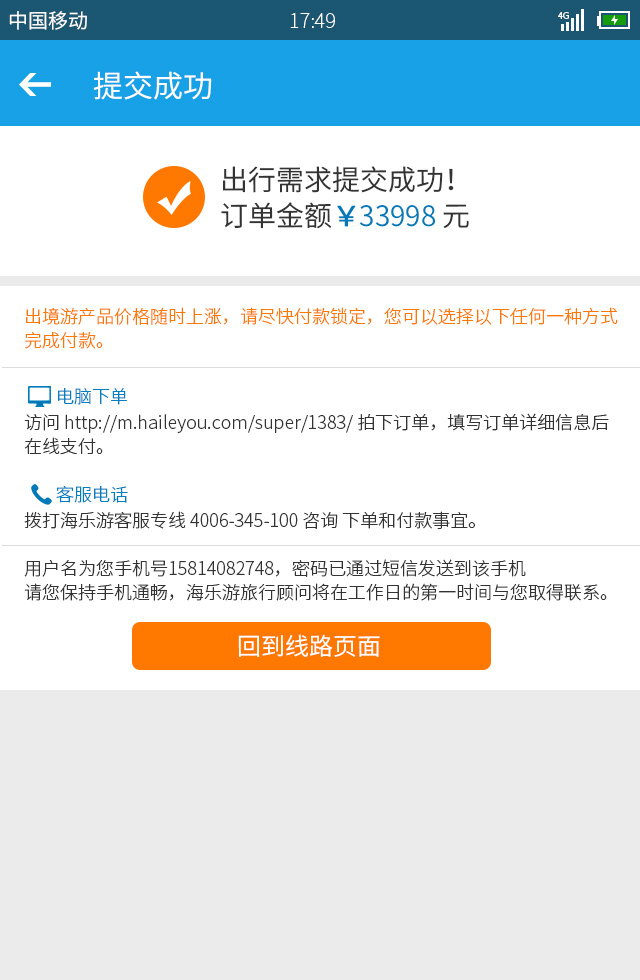 中国移动 17:49 4G
提交成功
出行需求提交成功！
订单金额￥33998 元
出境游产品价格随时上涨，请尽快付款锁定，您可以选择以下任何一种方式
完成付款。
电脑下单
访问 http://m.haileyou.com/super/1383/ 拍下订单，填写订单详细信息后
在线支付。
客服电话
拨打海乐游客服专线 4006-345-100 咨询 下单和付款事宜。
用户名为您手机号15814082748，密码已通过短信发送到该手机
请您保持手机通畅，海乐游旅行顾问将在工作日的第一时间与您取得联系。
回到线路页面